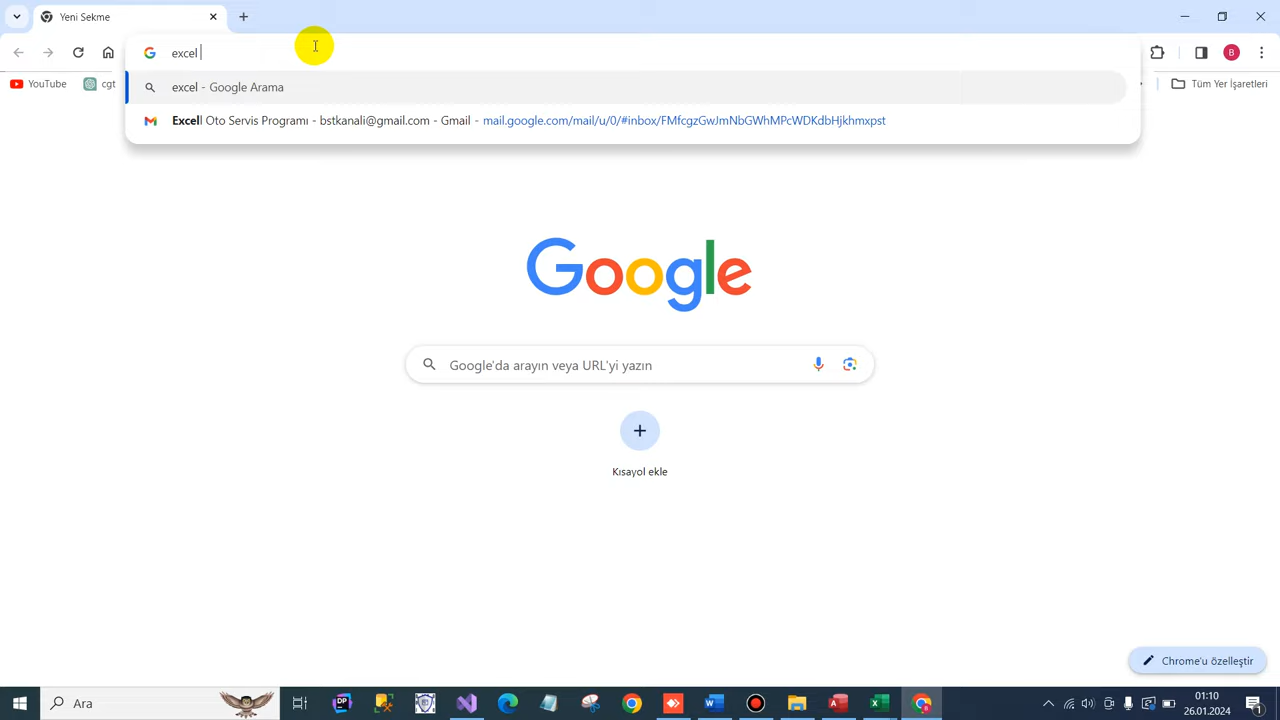 Yeni Sekme
excel
YouTube
cgt
Tüm Yer İşaretleri
excel - Google Arama
Excell Oto Servis Programı - bstkanali@gmail.com - Gmail - mail.google.com/mail/u/0/#inbox/FMfcgzGwJmNbGWhMPcWDKdbHjkhmxpst
Google
Google'da arayın veya URL'yi yazın
Kısayol ekle
Chrome'u özelleştir
Ara
01:10
26.01.2024